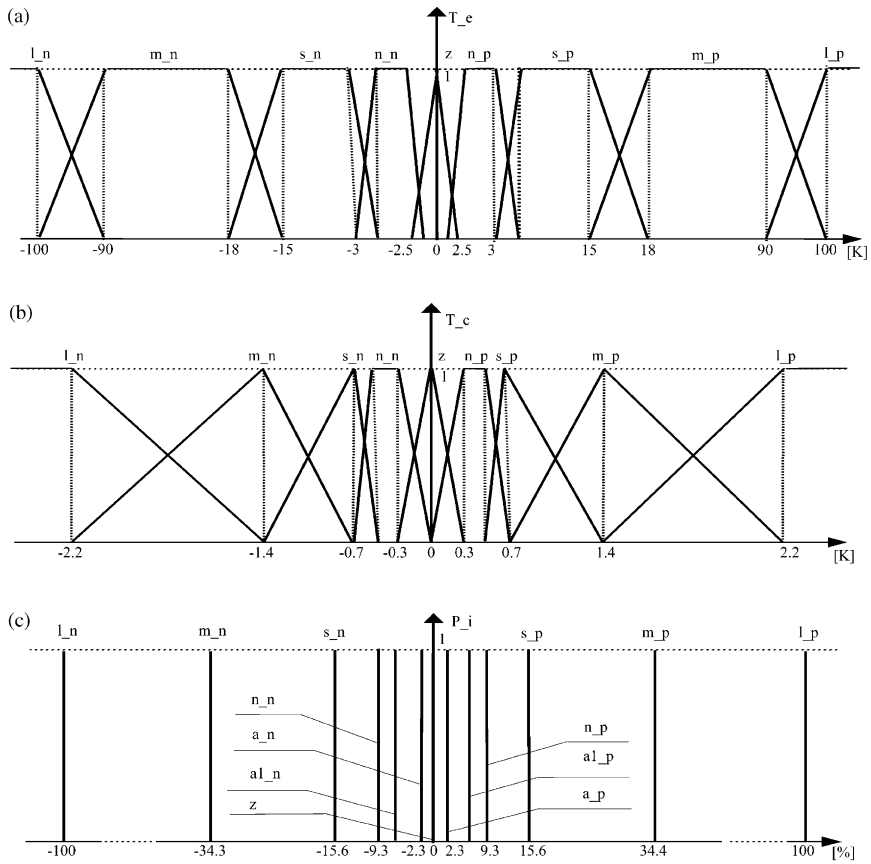 (a)
T_e
l_n m_n s_n n_n z n_p s_p m_p l_p
1
-100 -90 -18 -15 -3 -2.5 0 2.5 3 15 18 90 100 [K]
(b)
T_c
l_n m_n s_n n_n z n_p s_p m_p l_p
1
-2.2 -1.4 -0.7 -0.3 0 0.3 0.7 1.4 2.2 [K]
(c)
P_i
l_n m_n s_n 1 s_p m_p l_p
n_n
n_p
a_n
a1_p
a1_n
a_p
z
-100 -34.3 -15.6 -9.3 -2.3 0 2.3 9.3 15.6 34.4 100 [%]